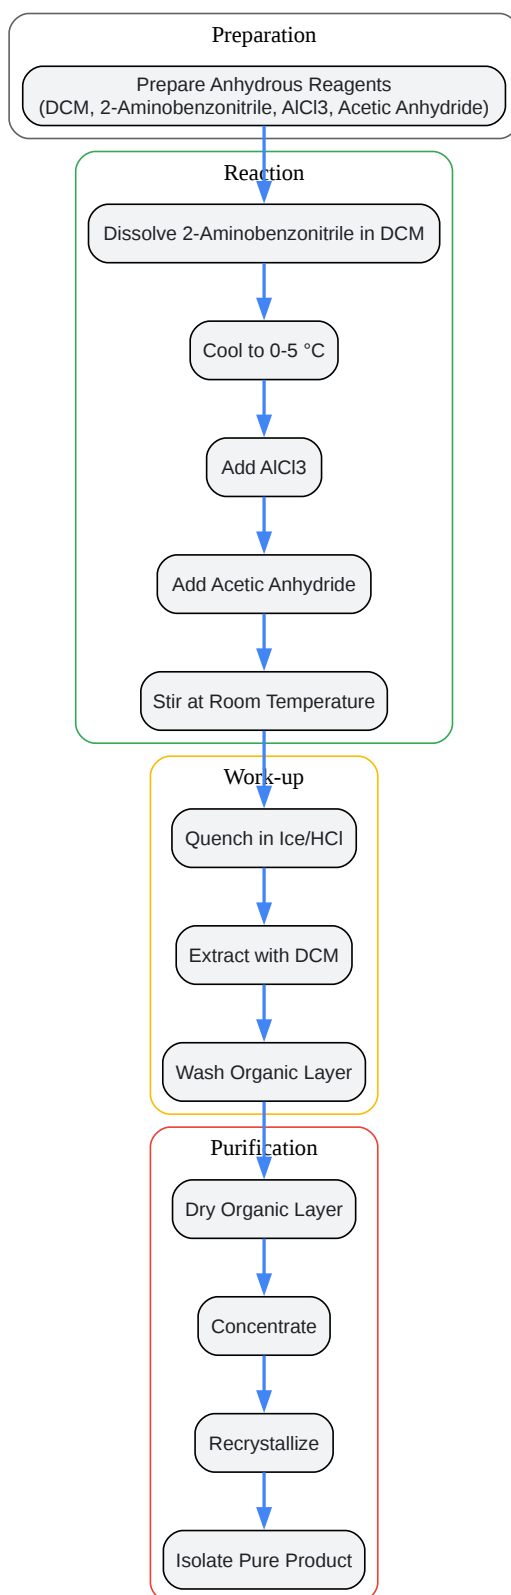 Preparation
Prepare Anhydrous Reagents
(DCM, 2-Aminobenzonitrile, AlCl3, Acetic Anhydride)
Reaction
Dissolve 2-Aminobenzonitrile in DCM
Cool to 0-5 °C
Add AlCl3
Add Acetic Anhydride
Stir at Room Temperature
Work-up
Quench in Ice/HCl
Extract with DCM
Wash Organic Layer
Purification
Dry Organic Layer
Concentrate
Recrystallize
Isolate Pure Product